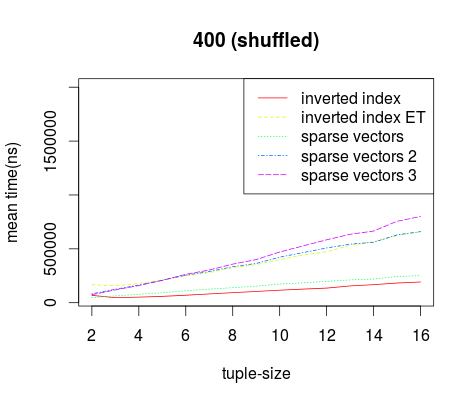 400 (shuffled)
inverted index
inverted index ET
sparse vectors
sparse vectors 2
sparse vectors 3
mean time(ns)
1500000
500000
0
2 4 6 8 10 12 14 16
tuple-size